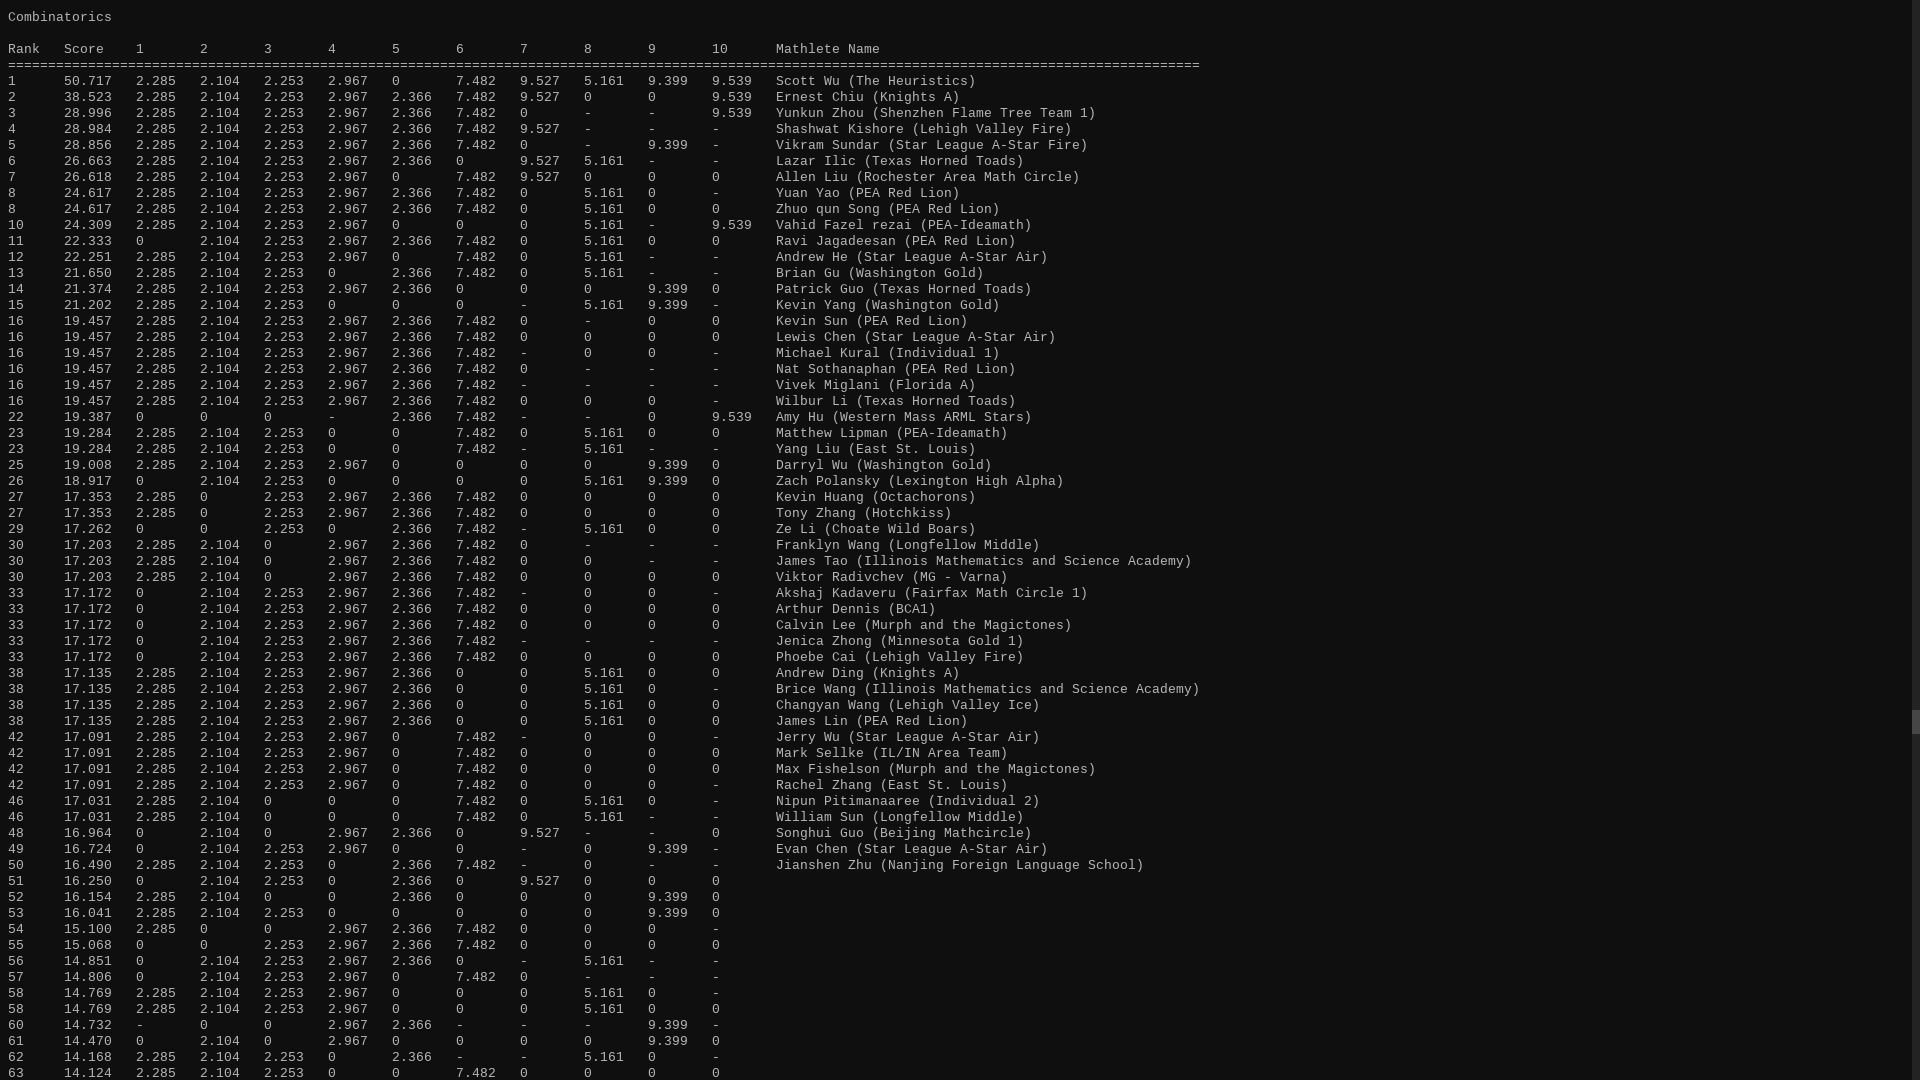 Combinatorics
Rank Score 1 2 3 4 5 6 7 8 9 10 Mathlete Name
=====================================================================================================================================================
1 50.717 2.285 2.104 2.253 2.967 0 7.482 9.527 5.161 9.399 9.539 Scott Wu (The Heuristics)
2 38.523 2.285 2.104 2.253 2.967 2.366 7.482 9.527 0 0 9.539 Ernest Chiu (Knights A)
3 28.996 2.285 2.104 2.253 2.967 2.366 7.482 0 - - 9.539 Yunkun Zhou (Shenzhen Flame Tree Team 1)
4 28.984 2.285 2.104 2.253 2.967 2.366 7.482 9.527 - - - Shashwat Kishore (Lehigh Valley Fire)
5 28.856 2.285 2.104 2.253 2.967 2.366 7.482 0 - 9.399 - Vikram Sundar (Star League A-Star Fire)
6 26.663 2.285 2.104 2.253 2.967 2.366 0 9.527 5.161 - - Lazar Ilic (Texas Horned Toads)
7 26.618 2.285 2.104 2.253 2.967 0 7.482 9.527 0 0 0 Allen Liu (Rochester Area Math Circle)
8 24.617 2.285 2.104 2.253 2.967 2.366 7.482 0 5.161 0 - Yuan Yao (PEA Red Lion)
8 24.617 2.285 2.104 2.253 2.967 2.366 7.482 0 5.161 0 0 Zhuo qun Song (PEA Red Lion)
10 24.309 2.285 2.104 2.253 2.967 0 0 0 5.161 - 9.539 Vahid Fazel rezai (PEA-Ideamath)
11 22.333 0 2.104 2.253 2.967 2.366 7.482 0 5.161 0 0 Ravi Jagadeesan (PEA Red Lion)
12 22.251 2.285 2.104 2.253 2.967 0 7.482 0 5.161 - - Andrew He (Star League A-Star Air)
13 21.650 2.285 2.104 2.253 0 2.366 7.482 0 5.161 - - Brian Gu (Washington Gold)
14 21.374 2.285 2.104 2.253 2.967 2.366 0 0 0 9.399 0 Patrick Guo (Texas Horned Toads)
15 21.202 2.285 2.104 2.253 0 0 0 - 5.161 9.399 - Kevin Yang (Washington Gold)
16 19.457 2.285 2.104 2.253 2.967 2.366 7.482 0 - 0 0 Kevin Sun (PEA Red Lion)
16 19.457 2.285 2.104 2.253 2.967 2.366 7.482 0 0 0 0 Lewis Chen (Star League A-Star Air)
16 19.457 2.285 2.104 2.253 2.967 2.366 7.482 - 0 0 - Michael Kural (Individual 1)
16 19.457 2.285 2.104 2.253 2.967 2.366 7.482 0 - - - Nat Sothanaphan (PEA Red Lion)
16 19.457 2.285 2.104 2.253 2.967 2.366 7.482 - - - - Vivek Miglani (Florida A)
16 19.457 2.285 2.104 2.253 2.967 2.366 7.482 0 0 0 - Wilbur Li (Texas Horned Toads)
22 19.387 0 0 0 - 2.366 7.482 - - 0 9.539 Amy Hu (Western Mass ARML Stars)
23 19.284 2.285 2.104 2.253 0 0 7.482 0 5.161 0 0 Matthew Lipman (PEA-Ideamath)
23 19.284 2.285 2.104 2.253 0 0 7.482 - 5.161 - - Yang Liu (East St. Louis)
25 19.008 2.285 2.104 2.253 2.967 0 0 0 0 9.399 0 Darryl Wu (Washington Gold)
26 18.917 0 2.104 2.253 0 0 0 0 5.161 9.399 0 Zach Polansky (Lexington High Alpha)
27 17.353 2.285 0 2.253 2.967 2.366 7.482 0 0 0 0 Kevin Huang (Octachorons)
27 17.353 2.285 0 2.253 2.967 2.366 7.482 0 0 0 0 Tony Zhang (Hotchkiss)
29 17.262 0 0 2.253 0 2.366 7.482 - 5.161 0 0 Ze Li (Choate Wild Boars)
30 17.203 2.285 2.104 0 2.967 2.366 7.482 0 - - - Franklyn Wang (Longfellow Middle)
30 17.203 2.285 2.104 0 2.967 2.366 7.482 0 0 - - James Tao (Illinois Mathematics and Science Academy)
30 17.203 2.285 2.104 0 2.967 2.366 7.482 0 0 0 0 Viktor Radivchev (MG - Varna)
33 17.172 0 2.104 2.253 2.967 2.366 7.482 - 0 0 - Akshaj Kadaveru (Fairfax Math Circle 1)
33 17.172 0 2.104 2.253 2.967 2.366 7.482 0 0 0 0 Arthur Dennis (BCA1)
33 17.172 0 2.104 2.253 2.967 2.366 7.482 0 0 0 0 Calvin Lee (Murph and the Magictones)
33 17.172 0 2.104 2.253 2.967 2.366 7.482 - - - - Jenica Zhong (Minnesota Gold 1)
33 17.172 0 2.104 2.253 2.967 2.366 7.482 0 0 0 0 Phoebe Cai (Lehigh Valley Fire)
38 17.135 2.285 2.104 2.253 2.967 2.366 0 0 5.161 0 0 Andrew Ding (Knights A)
38 17.135 2.285 2.104 2.253 2.967 2.366 0 0 5.161 0 - Brice Wang (Illinois Mathematics and Science Academy)
38 17.135 2.285 2.104 2.253 2.967 2.366 0 0 5.161 0 0 Changyan Wang (Lehigh Valley Ice)
38 17.135 2.285 2.104 2.253 2.967 2.366 0 0 5.161 0 0 James Lin (PEA Red Lion)
42 17.091 2.285 2.104 2.253 2.967 0 7.482 - 0 0 - Jerry Wu (Star League A-Star Air)
42 17.091 2.285 2.104 2.253 2.967 0 7.482 0 0 0 0 Mark Sellke (IL/IN Area Team)
42 17.091 2.285 2.104 2.253 2.967 0 7.482 0 0 0 0 Max Fishelson (Murph and the Magictones)
42 17.091 2.285 2.104 2.253 2.967 0 7.482 0 0 0 - Rachel Zhang (East St. Louis)
46 17.031 2.285 2.104 0 0 0 7.482 0 5.161 0 - Nipun Pitimanaaree (Individual 2)
46 17.031 2.285 2.104 0 0 0 7.482 0 5.161 - - William Sun (Longfellow Middle)
48 16.964 0 2.104 0 2.967 2.366 0 9.527 - - 0 Songhui Guo (Beijing Mathcircle)
49 16.724 0 2.104 2.253 2.967 0 0 - 0 9.399 - Evan Chen (Star League A-Star Air)
50 16.490 2.285 2.104 2.253 0 2.366 7.482 - 0 - - Jianshen Zhu (Nanjing Foreign Language School)
51 16.250 0 2.104 2.253 0 2.366 0 9.527 0 0 0
52 16.154 2.285 2.104 0 0 2.366 0 0 0 9.399 0
53 16.041 2.285 2.104 2.253 0 0 0 0 0 9.399 0
54 15.100 2.285 0 0 2.967 2.366 7.482 0 0 0 -
55 15.068 0 0 2.253 2.967 2.366 7.482 0 0 0 0
56 14.851 0 2.104 2.253 2.967 2.366 0 - 5.161 - -
57 14.806 0 2.104 2.253 2.967 0 7.482 0 - - -
58 14.769 2.285 2.104 2.253 2.967 0 0 0 5.161 0 -
58 14.769 2.285 2.104 2.253 2.967 0 0 0 5.161 0 0
60 14.732 - 0 0 2.967 2.366 - - - 9.399 -
61 14.470 0 2.104 0 2.967 0 0 0 0 9.399 0
62 14.168 2.285 2.104 2.253 0 2.366 - - 5.161 0 -
63 14.124 2.285 2.104 2.253 0 0 7.482 0 0 0 0